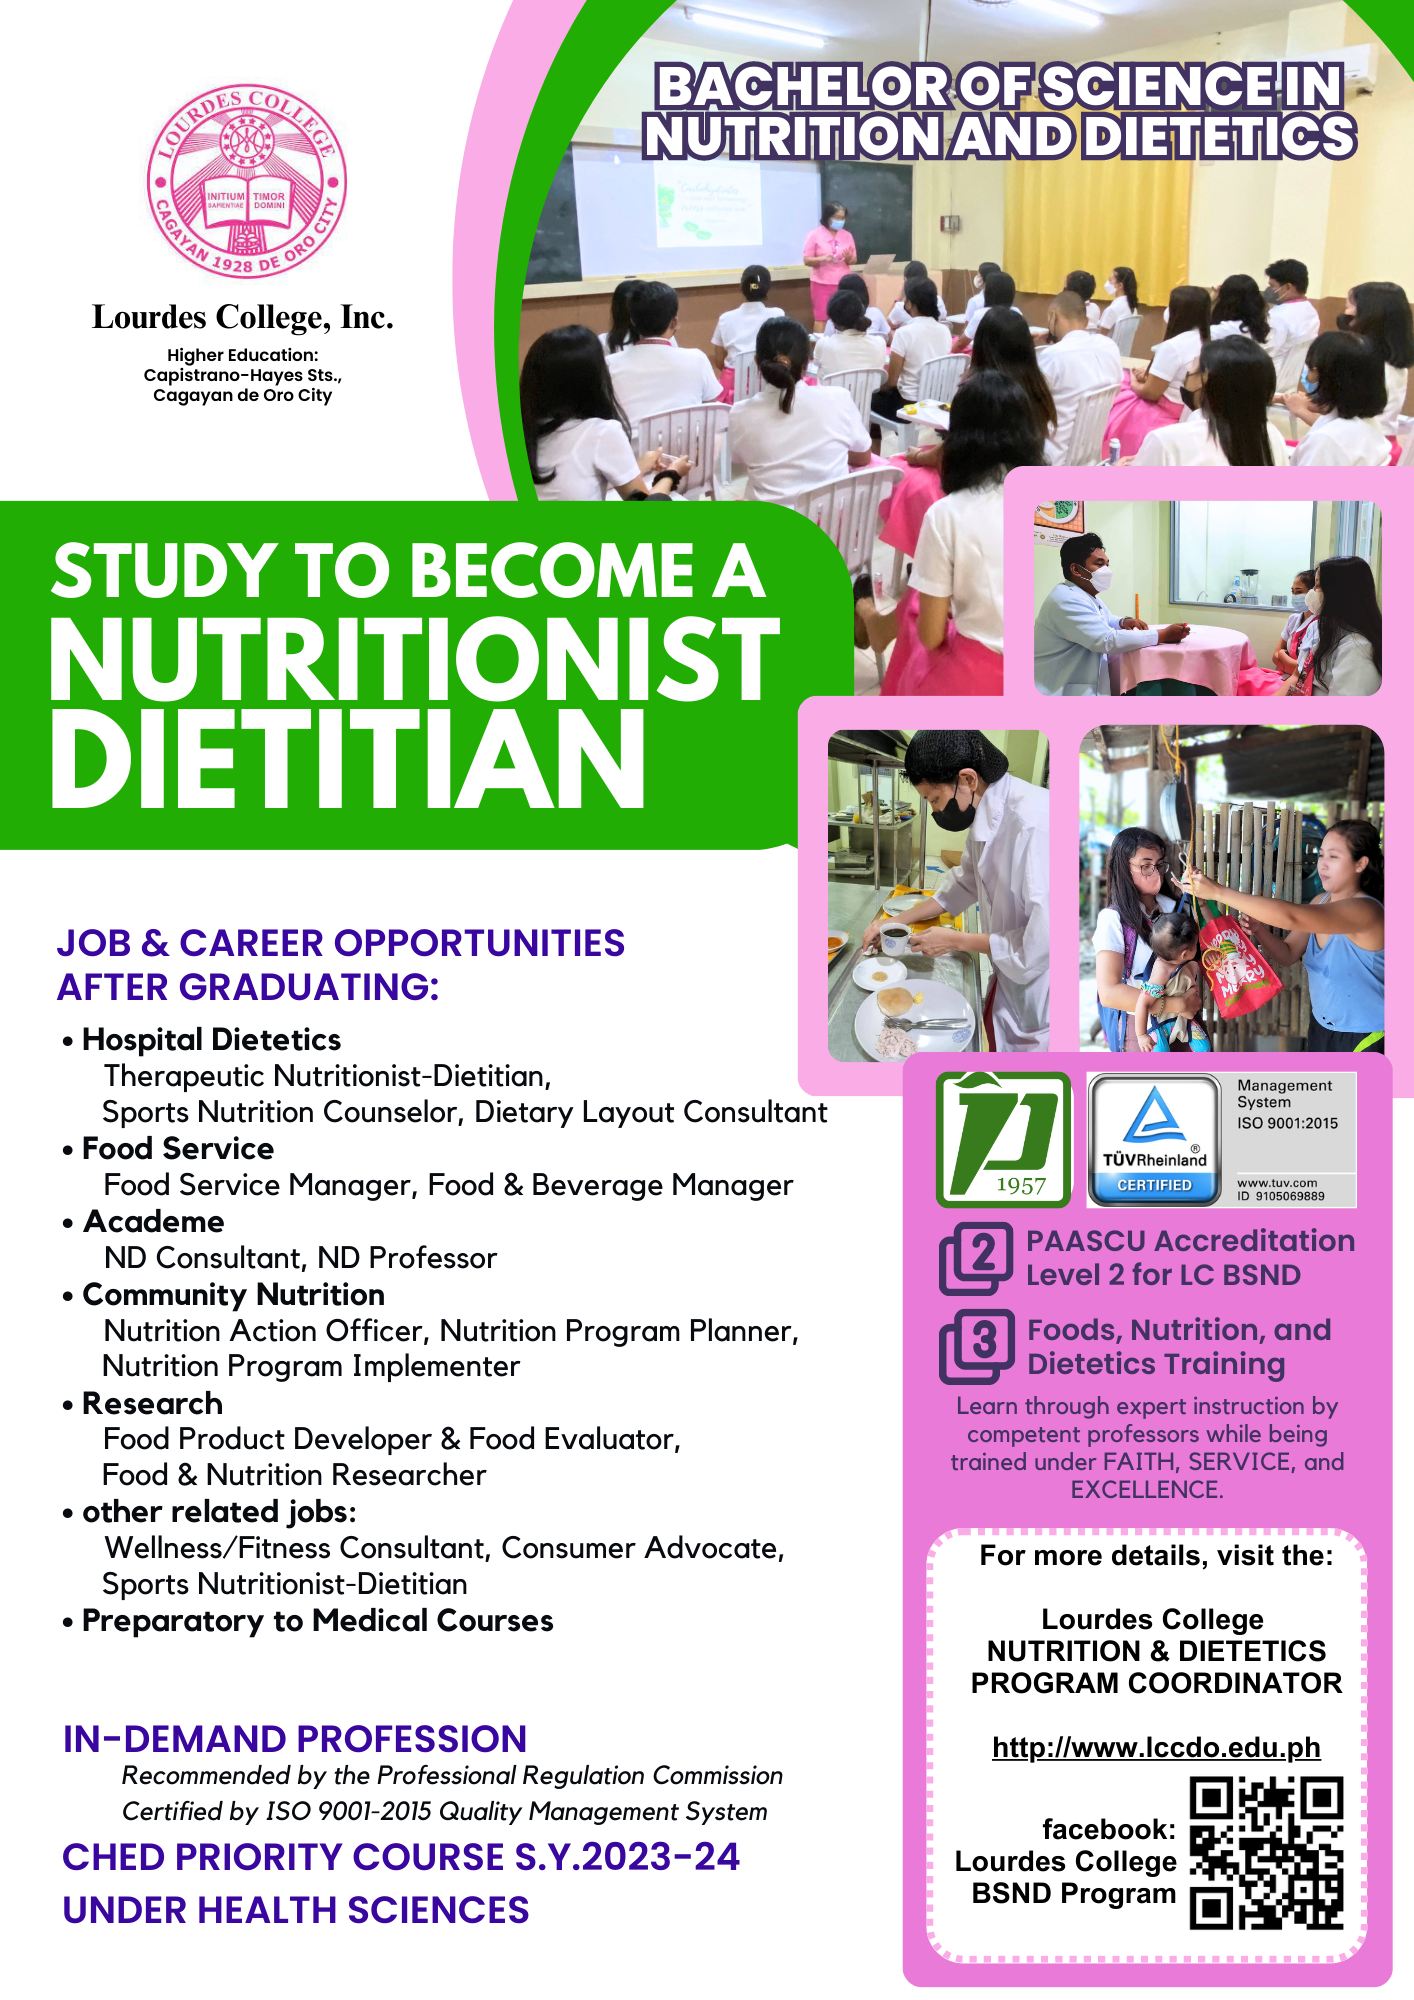 LOURDES COLLEGE
INITIUM TIMOR
SAPIENTIAE DOMINI
CAGAYAN 1928 DE ORO CITY
Lourdes College, Inc.
Higher Education:
Capistrano-Hayes Sts.,
Cagayan de Oro City
BACHELOR OF SCIENCE IN
NUTRITION AND DIETETICS
STUDY TO BECOME A
NUTRITIONIST
DIETITIAN
JOB & CAREER OPPORTUNITIES
AFTER GRADUATING:
• Hospital Dietetics
Therapeutic Nutritionist-Dietitian,
Sports Nutrition Counselor, Dietary Layout Consultant
• Food Service
Food Service Manager, Food & Beverage Manager
• Academe
ND Consultant, ND Professor
• Community Nutrition
Nutrition Action Officer, Nutrition Program Planner,
Nutrition Program Implementer
• Research
Food Product Developer & Food Evaluator,
Food & Nutrition Researcher
• other related jobs:
Wellness/Fitness Consultant, Consumer Advocate,
Sports Nutritionist-Dietitian
• Preparatory to Medical Courses
IN-DEMAND PROFESSION
Recommended by the Professional Regulation Commission
Certified by ISO 9001-2015 Quality Management System
CHED PRIORITY COURSE S.Y.2023-24
UNDER HEALTH SCIENCES
MERRY
1957
TÜVRheinland®
CERTIFIED
Management
System
ISO 9001:2015
www.tuv.com
ID 9105069889
2
PAASCU Accreditation
Level 2 for LC BSND
3
Foods, Nutrition, and
Dietetics Training
Learn through expert instruction by
competent professors while being
trained under FAITH, SERVICE, and
EXCELLENCE.
For more details, visit the:
Lourdes College
NUTRITION & DIETETICS
PROGRAM COORDINATOR
http://www.lccdo.edu.ph
facebook:
Lourdes College
BSND Program